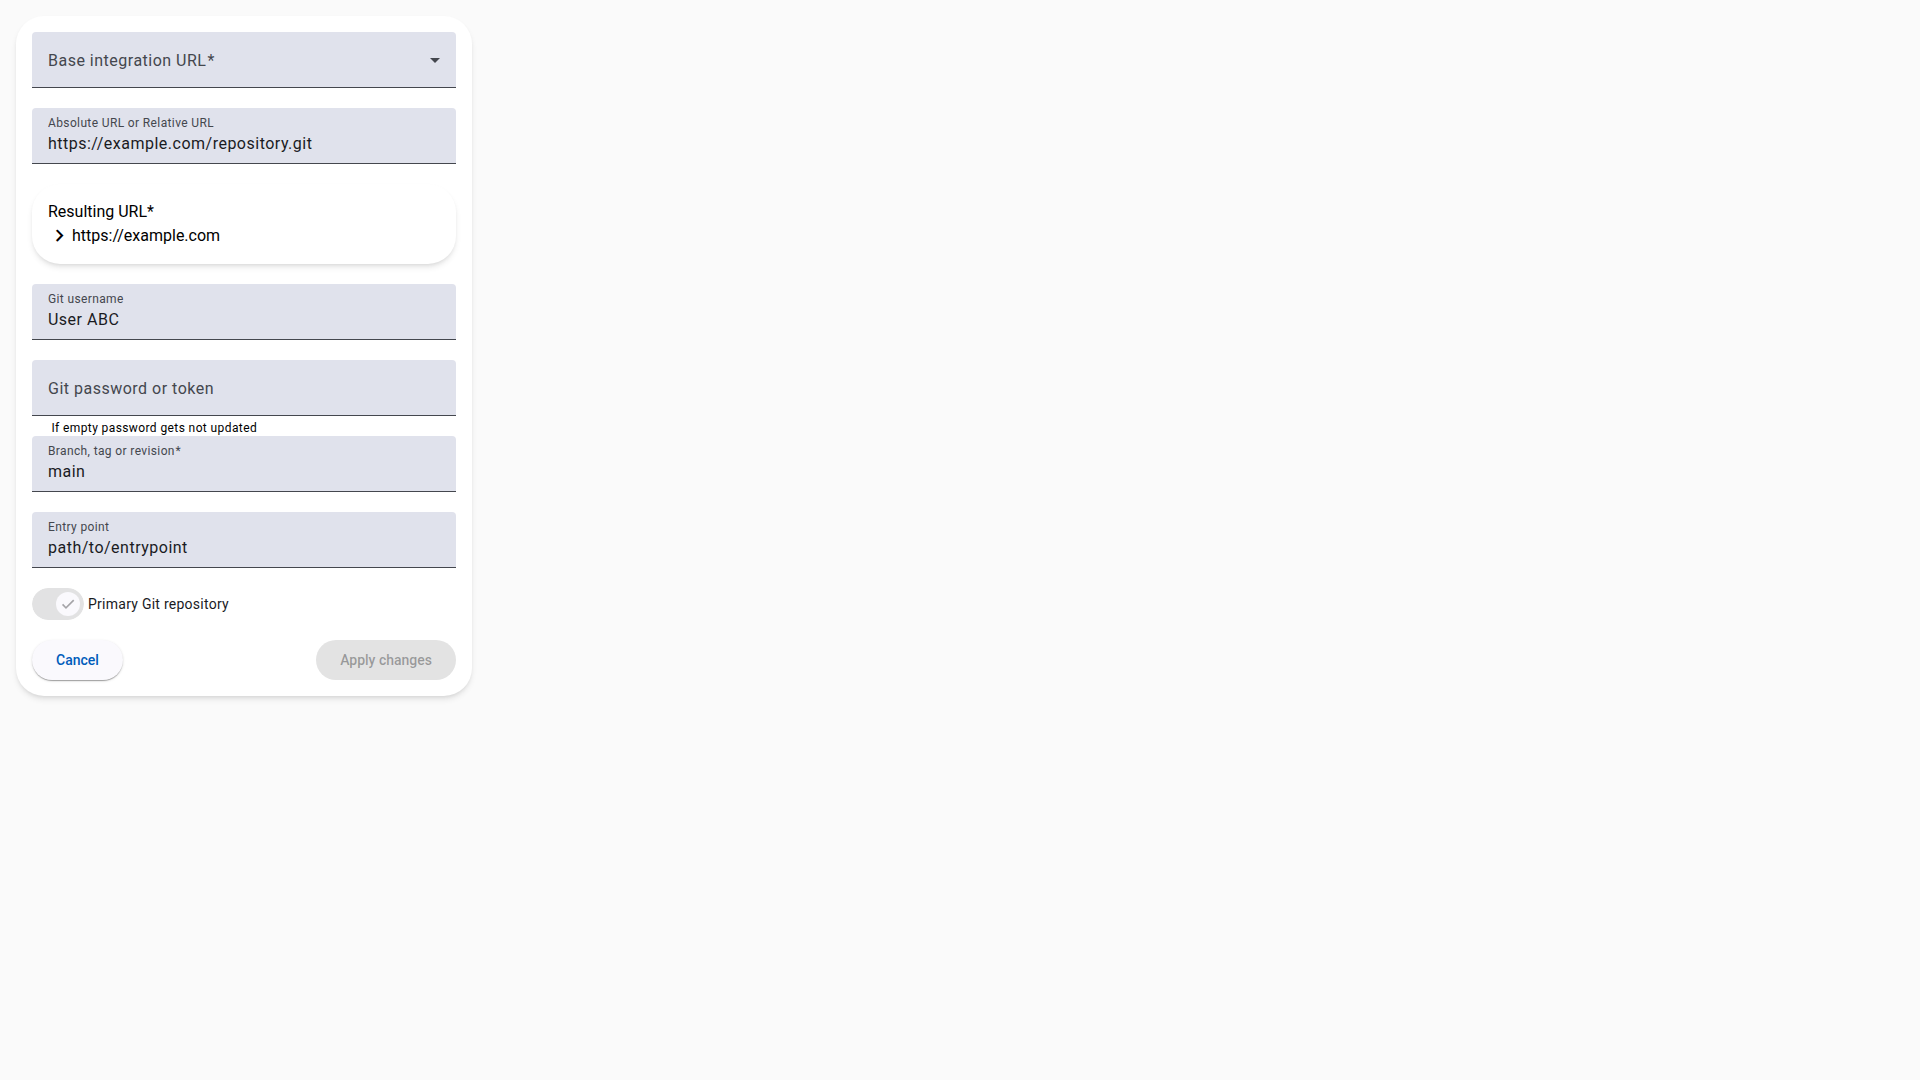 Base integration URL*
Absolute URL or Relative URL
https://example.com/repository.git
Resulting URL*
https://example.com
Git username
User ABC
Git password or token
If empty password gets not updated
Branch, tag or revision*
main
Entry point
path/to/entrypoint
Primary Git repository
Cancel
Apply changes